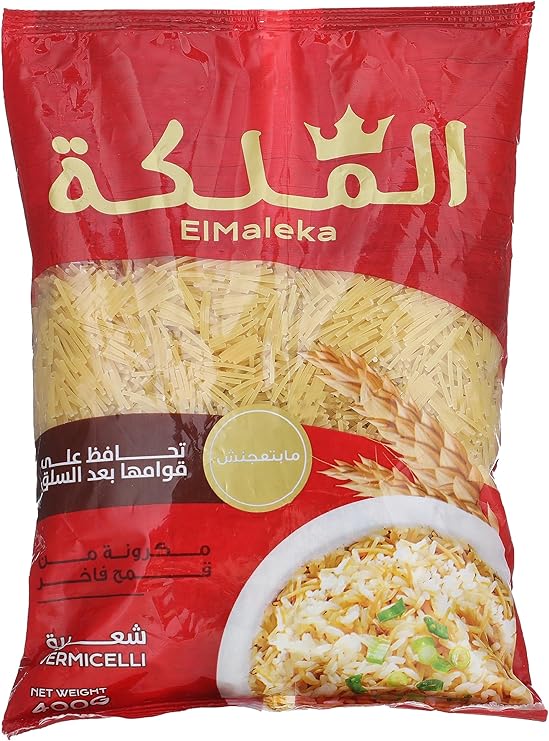 الملكة
ElMaleka
تحافظ على
قوامها بعد السلق
مابتعجنش
مكرونة من
قمح فاخر
شعرية
VERMICELLI
NET WEIGHT
400G